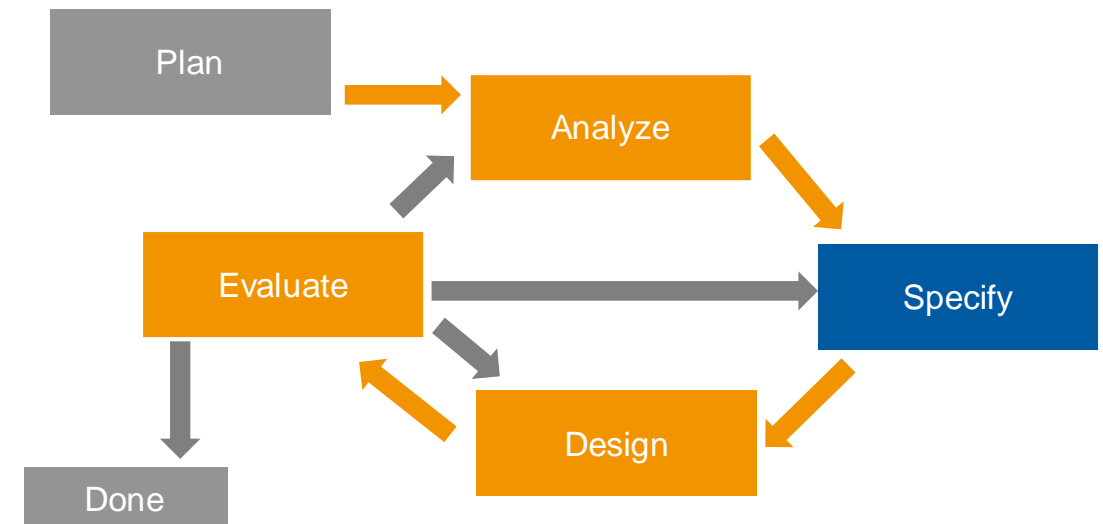 Plan
Analyze
Evaluate
Specify
Design
Done